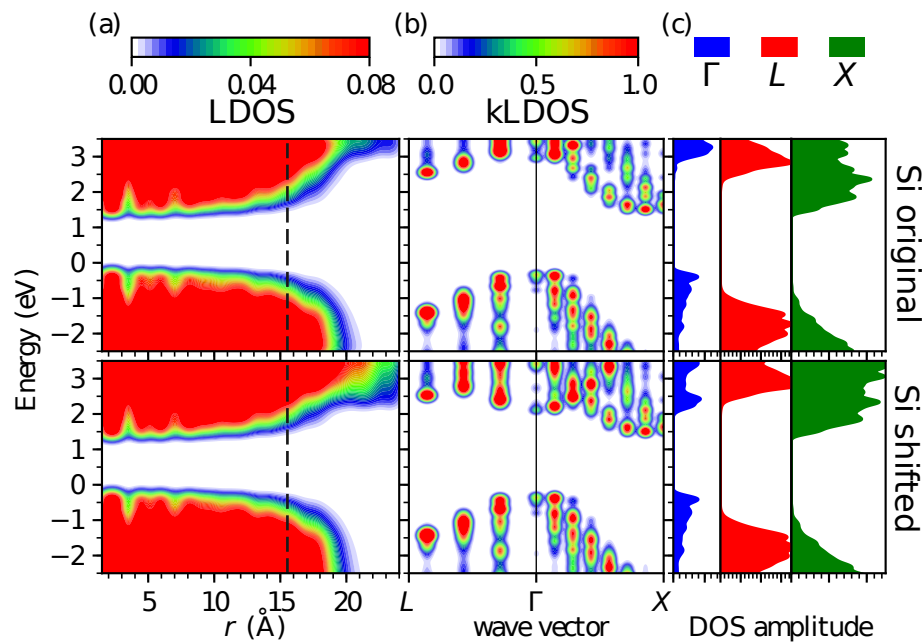 (a) (b) (c)
0.00 0.04 0.08 0.0 0.5 1.0 Γ L X
LDOS kLDOS
3
2
1
0
−1
−2
Si original
Energy (eV)
3
2
1
0
−1
−2
Si shifted
5 10 15 20 L Γ X
r (Å) wave vector DOS amplitude